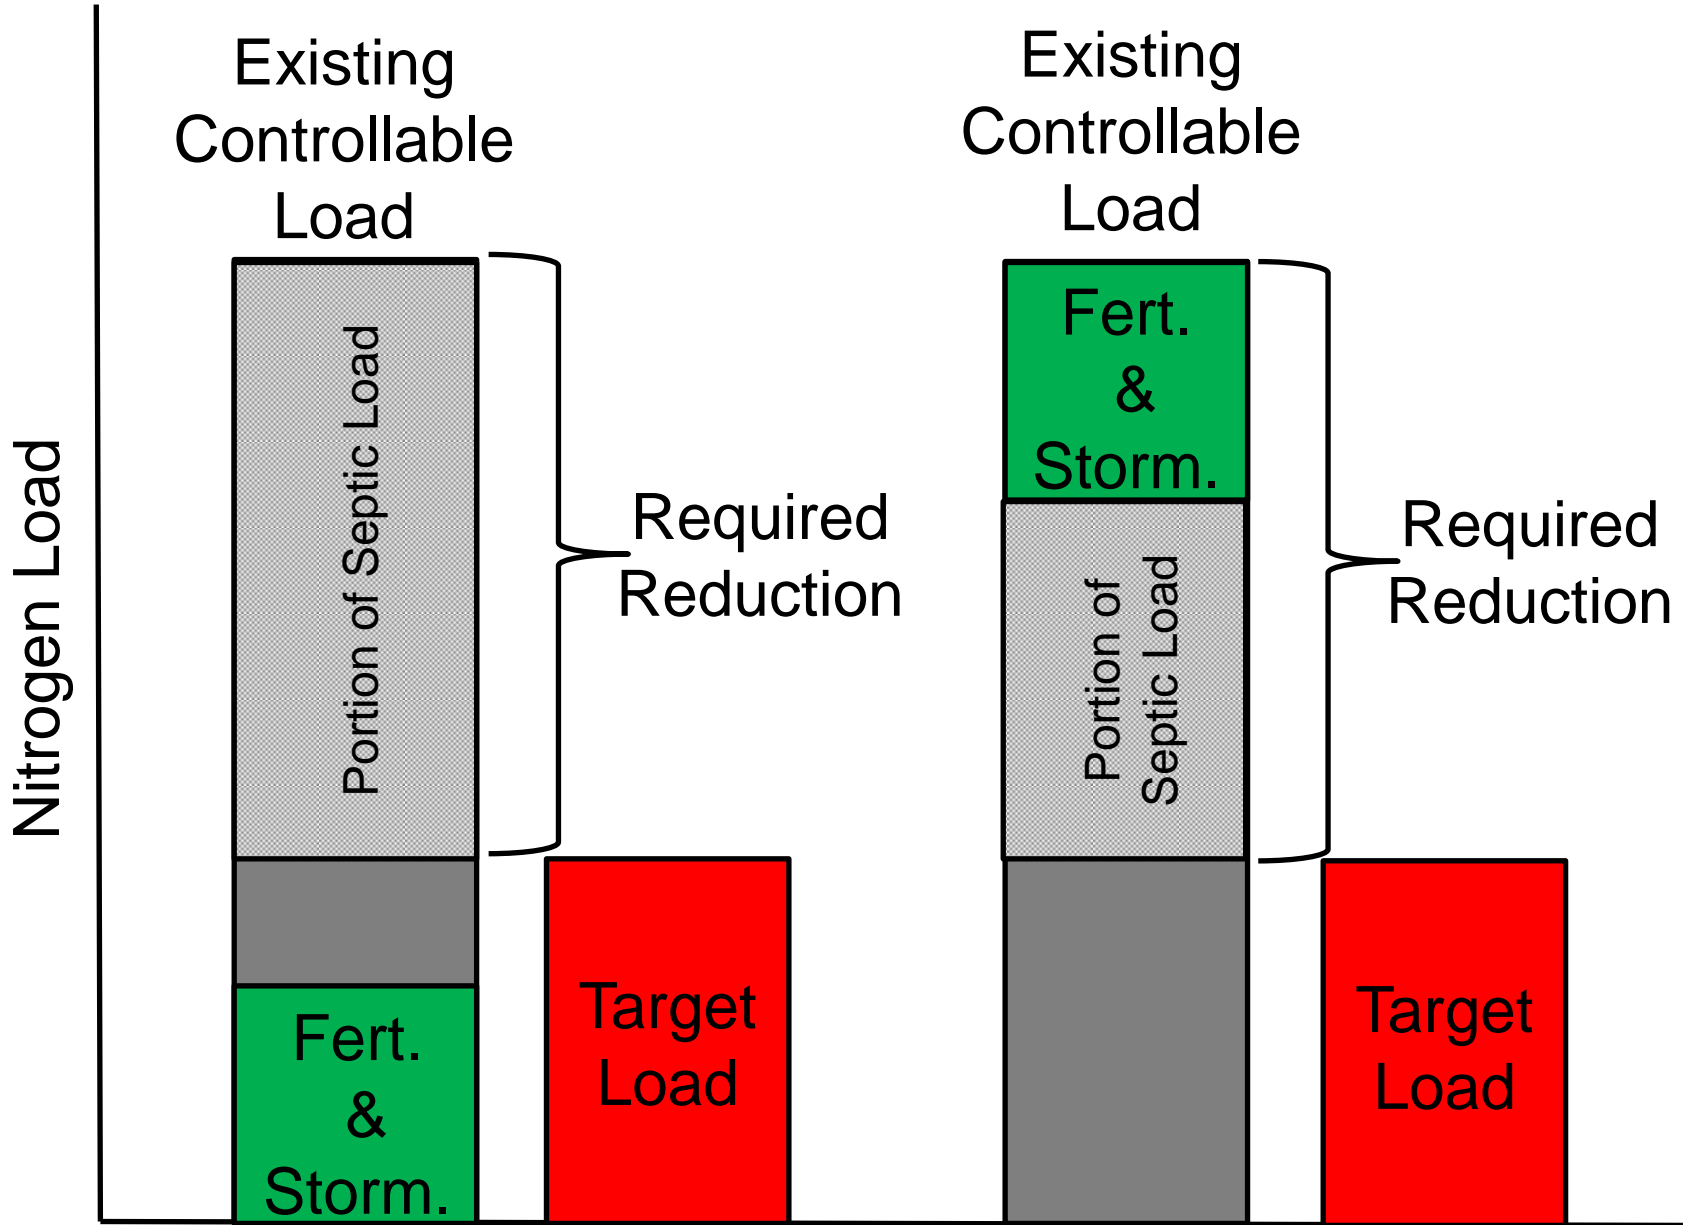 Nitrogen Load
Existing
Controllable
Load
Portion of Septic Load
Required
Reduction
Fert.
&
Storm.
Target
Load
Existing
Controllable
Load
Fert.
&
Storm.
Portion of
Septic Load
Required
Reduction
Target
Load